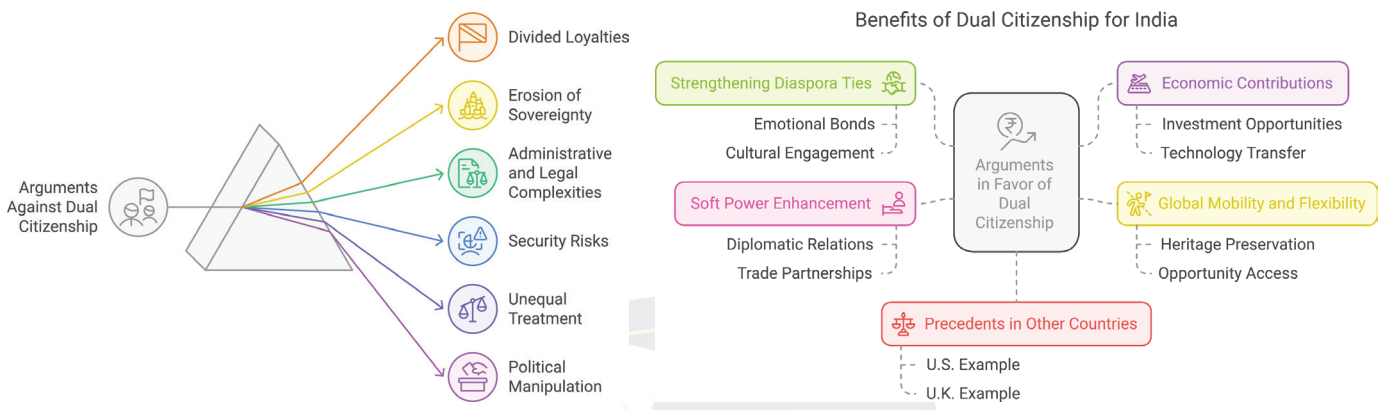 Arguments
Against Dual
Citizenship
Divided Loyalties
Erosion of
Sovereignty
Administrative
and Legal
Complexities
Security Risks
Unequal
Treatment
Political
Manipulation
Benefits of Dual Citizenship for India
Strengthening Diaspora Ties
Emotional Bonds
Cultural Engagement
Soft Power Enhancement
Diplomatic Relations
Trade Partnerships
₹
Arguments
in Favor of
Dual
Citizenship
Economic Contributions
Investment Opportunities
Technology Transfer
Global Mobility and Flexibility
Heritage Preservation
Opportunity Access
Precedents in Other Countries
U.S. Example
U.K. Example